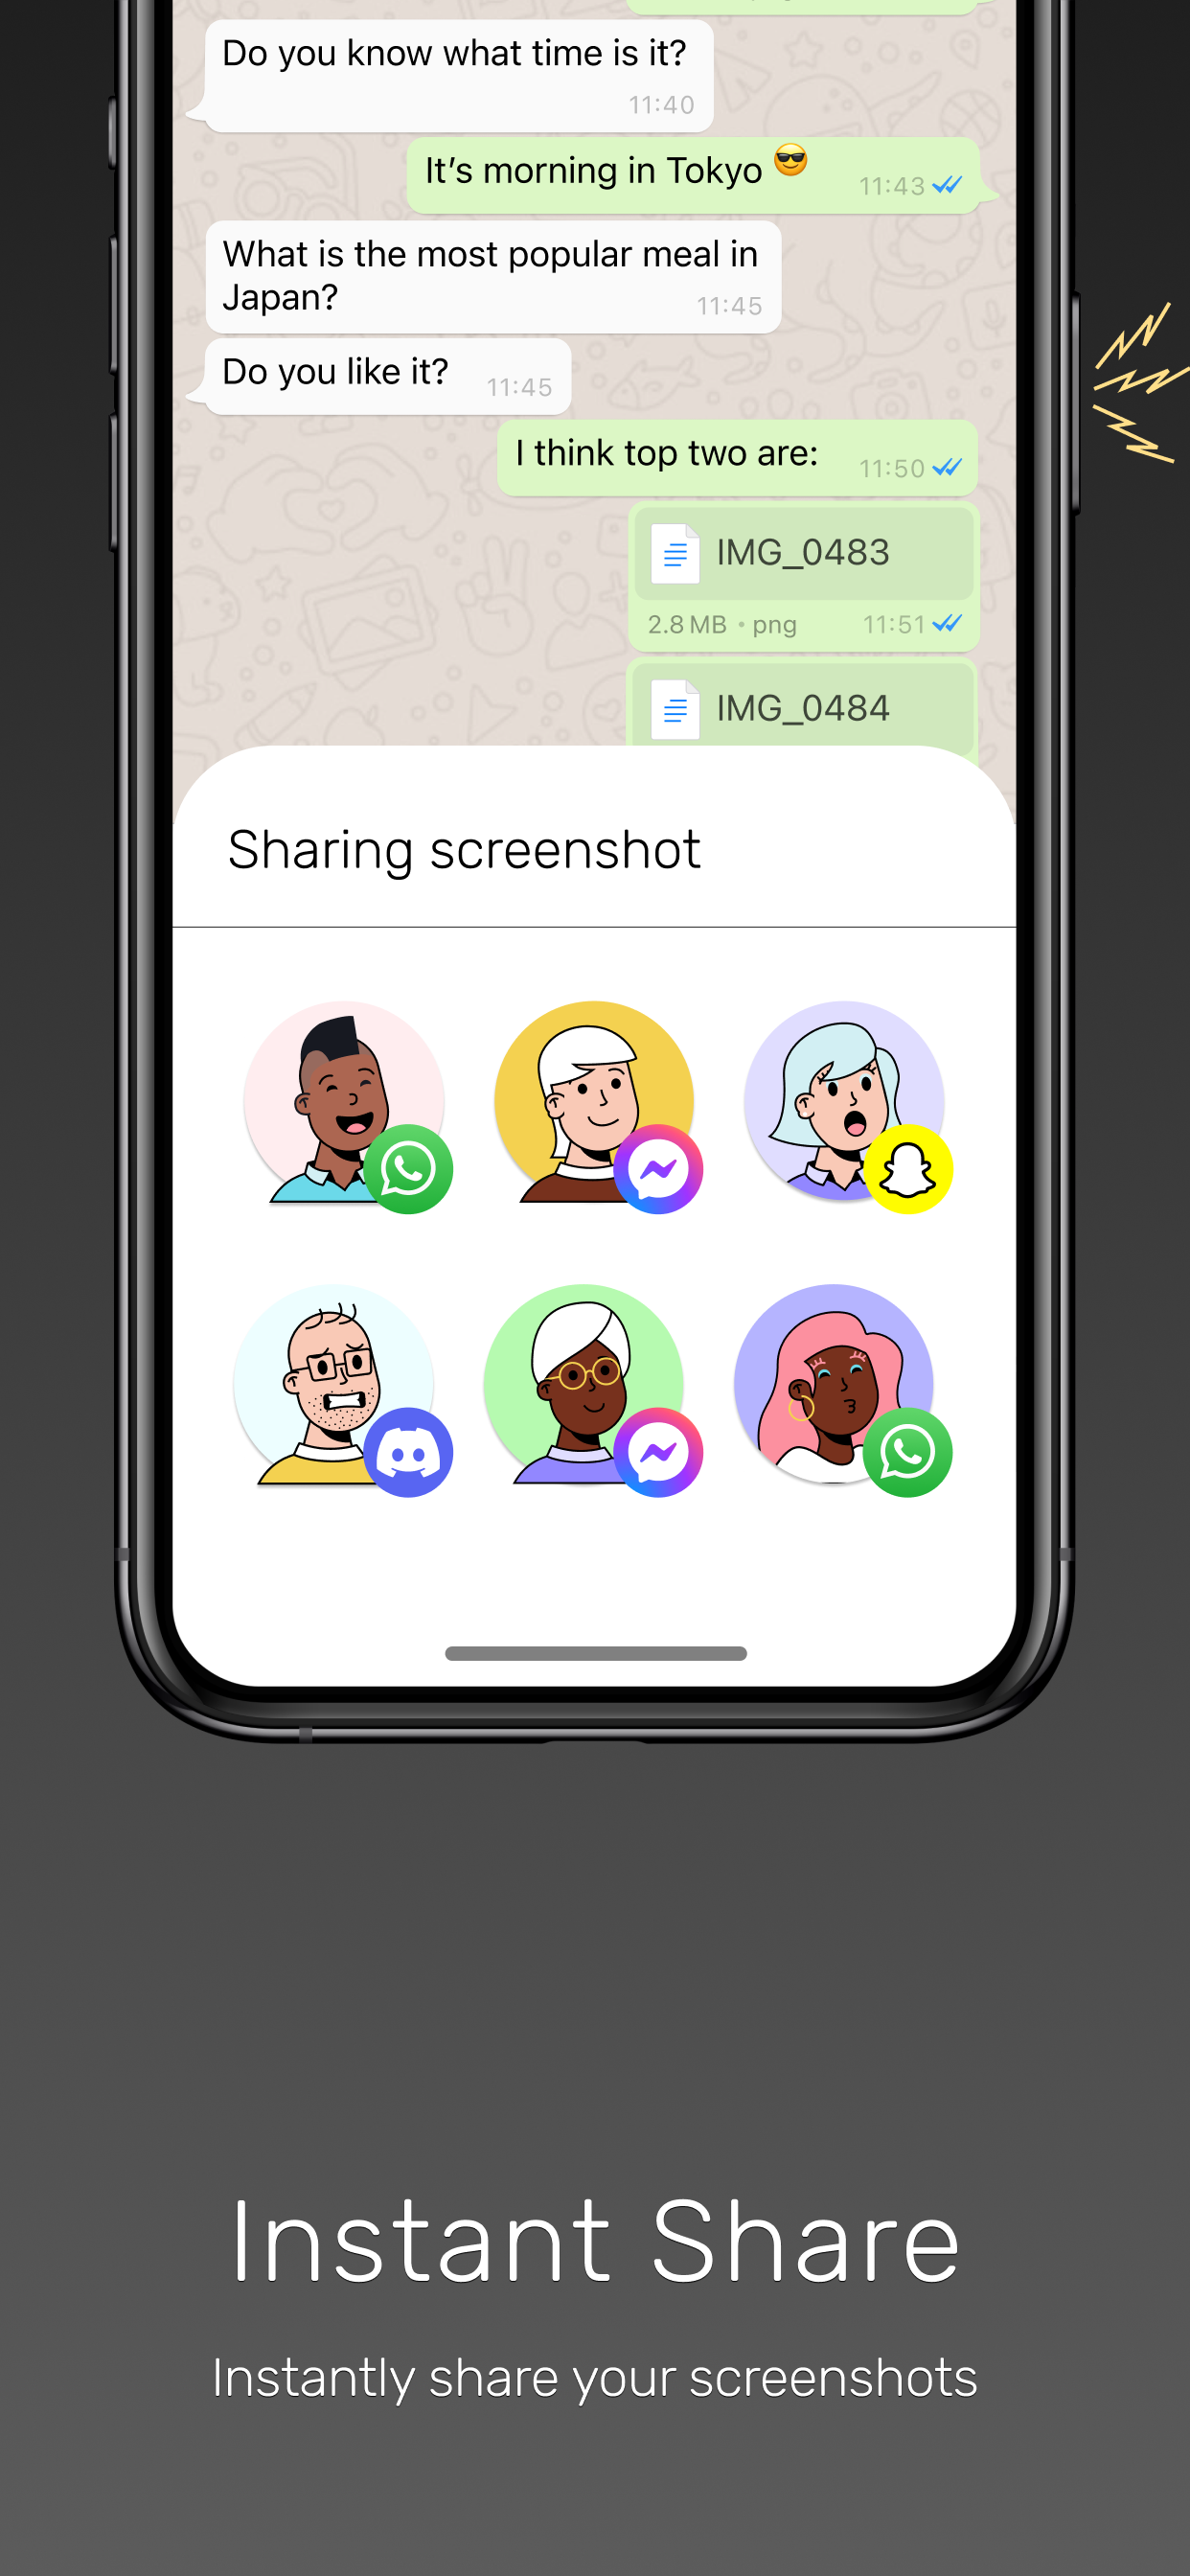 Do you know what time is it?
11:40
It’s morning in Tokyo 😎 11:43
What is the most popular meal in
Japan? 11:45
Do you like it? 11:45
I think top two are: 11:50
IMG_0483
2.8 MB • png 11:51
IMG_0484
Sharing screenshot
Instant Share
Instantly share your screenshots